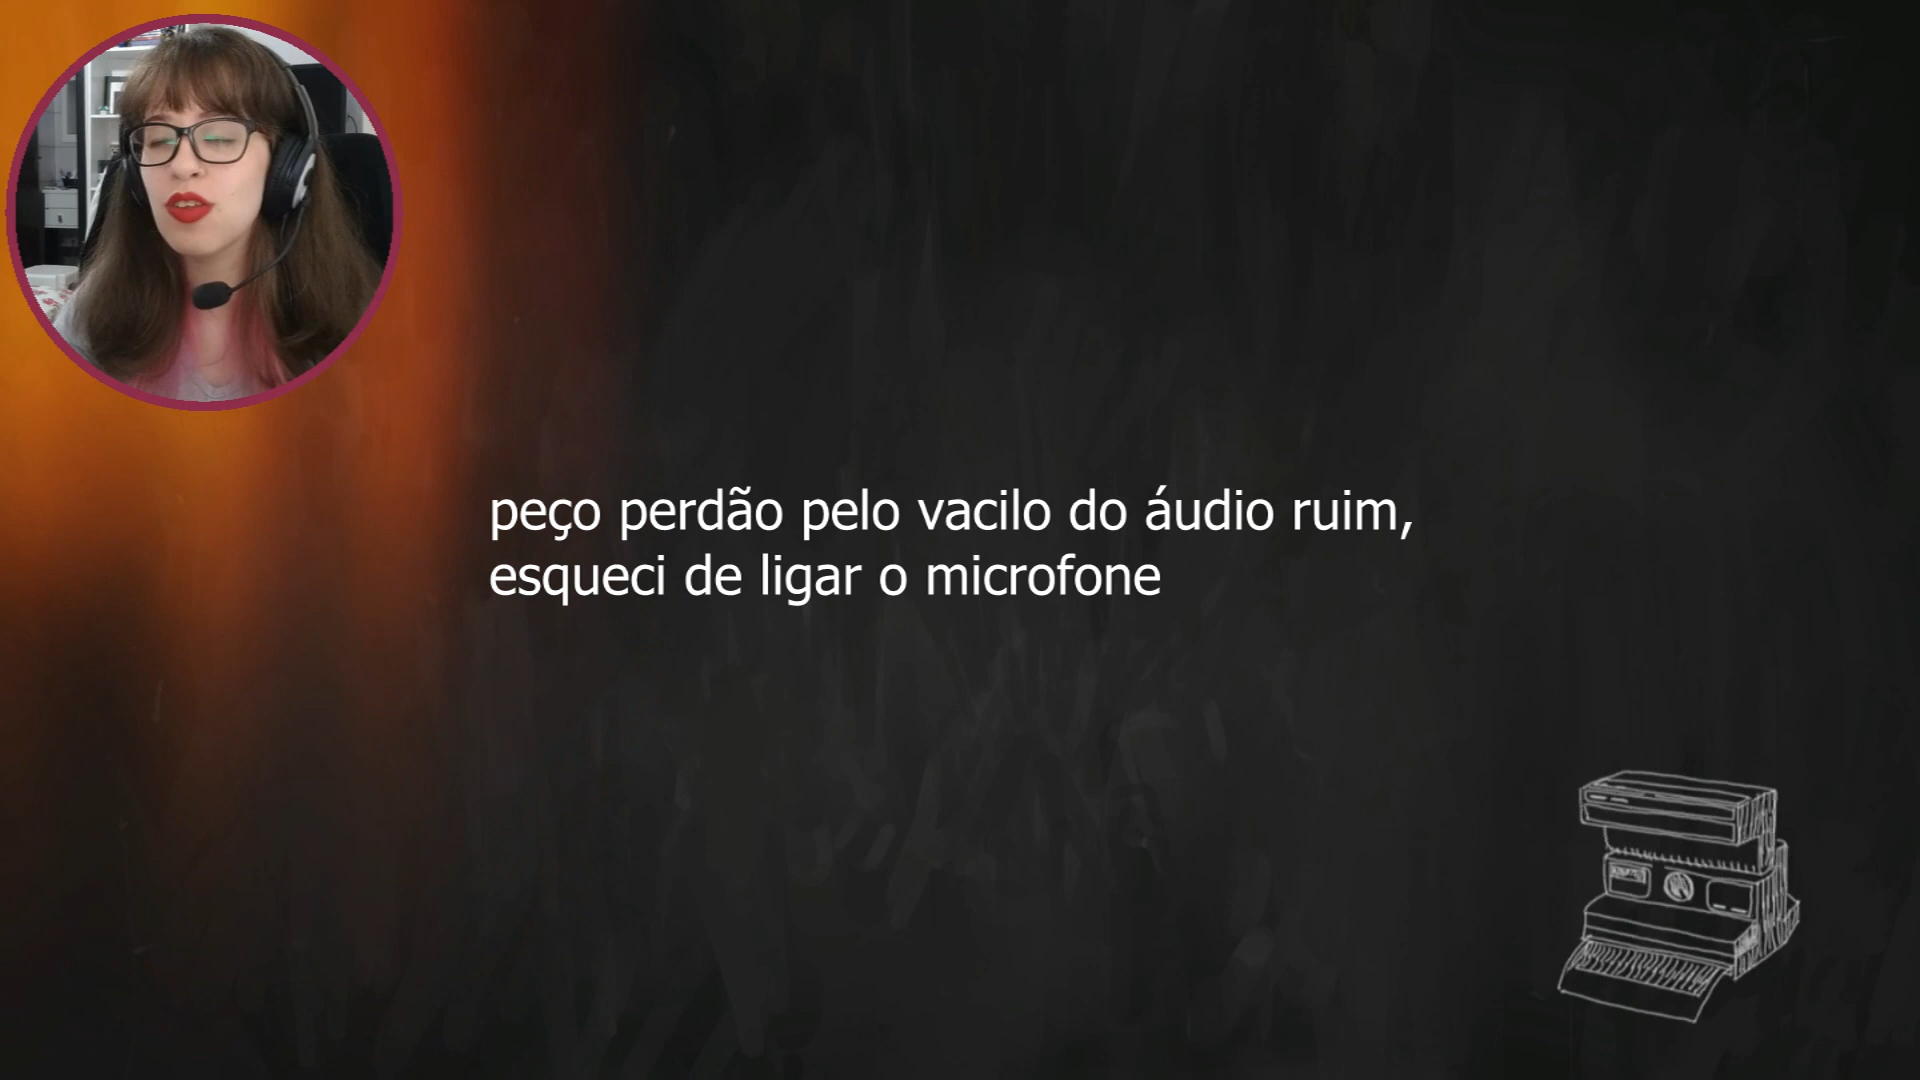 peço perdão pelo vacilo do áudio ruim,
esqueci de ligar o microfone